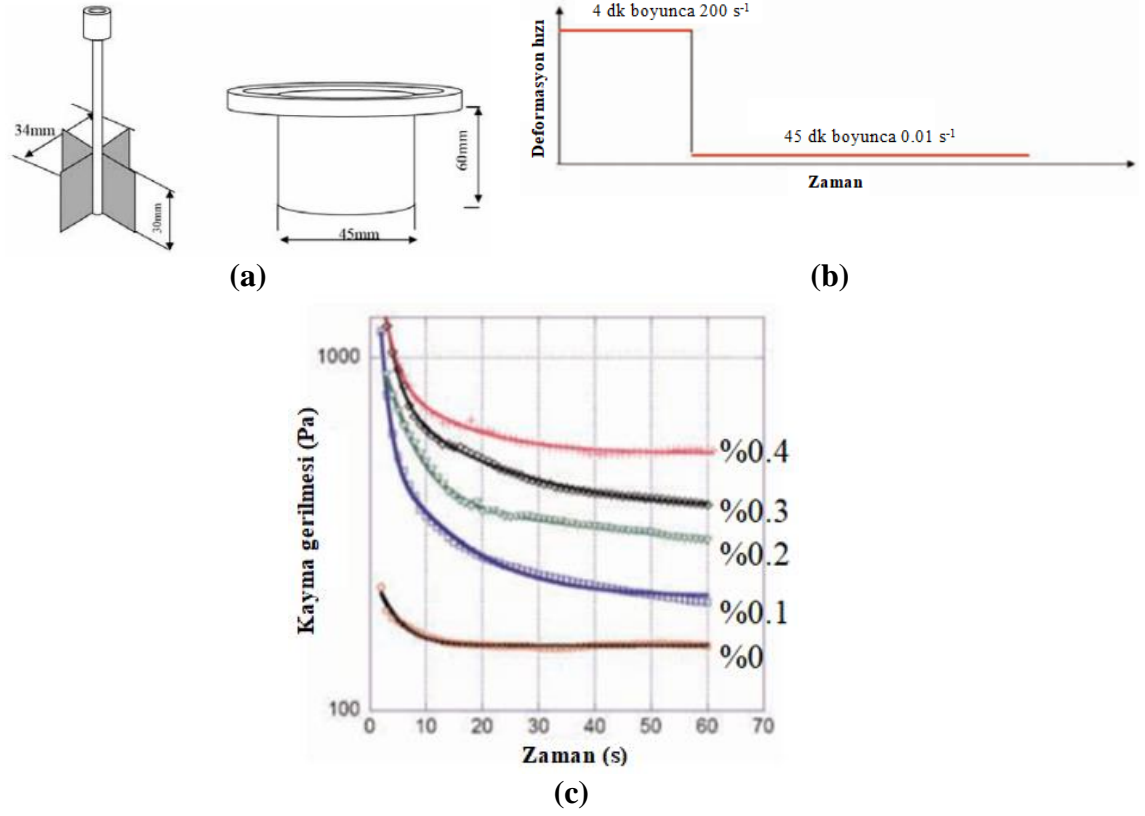 34mm
30mm
60mm
45mm
(a)
4 dk boyunca 200 s⁻¹
Deformasyon hızı
45 dk boyunca 0.01 s⁻¹
Zaman
(b)
Kayma gerilmesi (Pa)
1000
100
%0.4
%0.3
%0.2
%0.1
%0
0 10 20 30 40 50 60 70
Zaman (s)
(c)